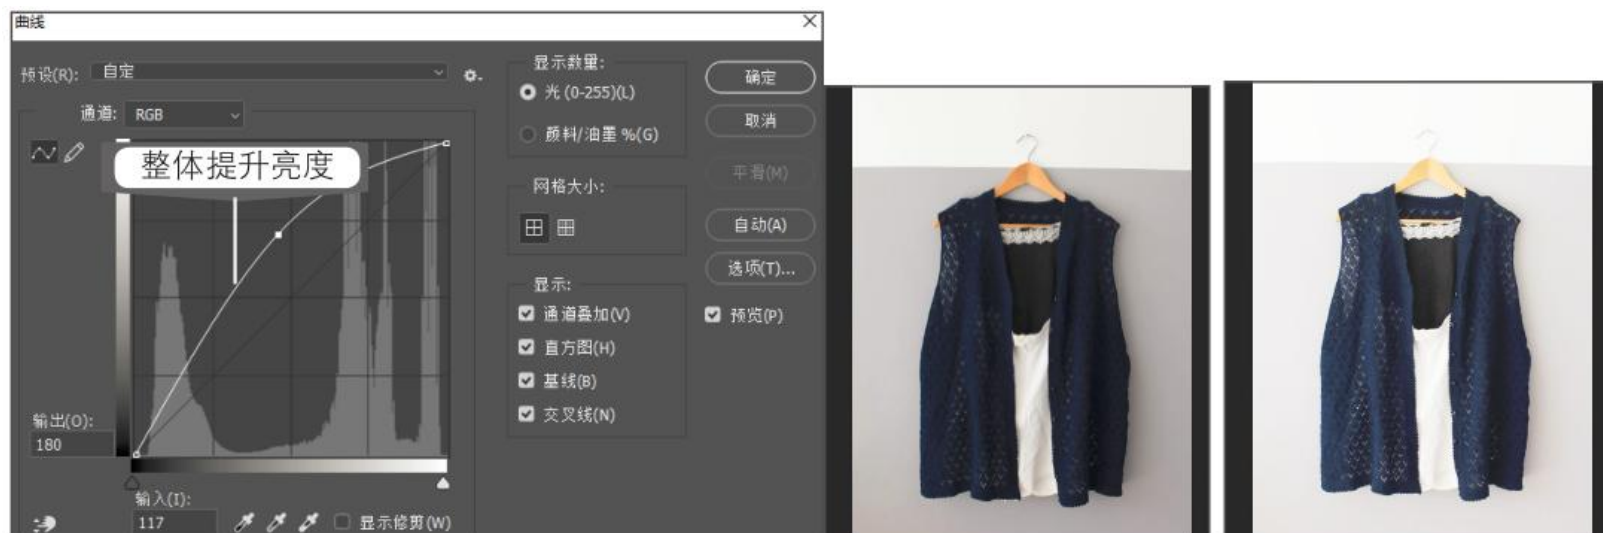 曲线
预设(R): 自定
通道: RGB
整体提升亮度
输出(O):
180
输入(I):
117
显示修剪(W)
显示数量:
光 (0-255)(L)
颜料/油墨 %(G)
网格大小:
显示:
通道叠加(V)
直方图(H)
基线(B)
交叉线(N)
确定
取消
平滑(M)
自动(A)
选项(T)...
预览(P)